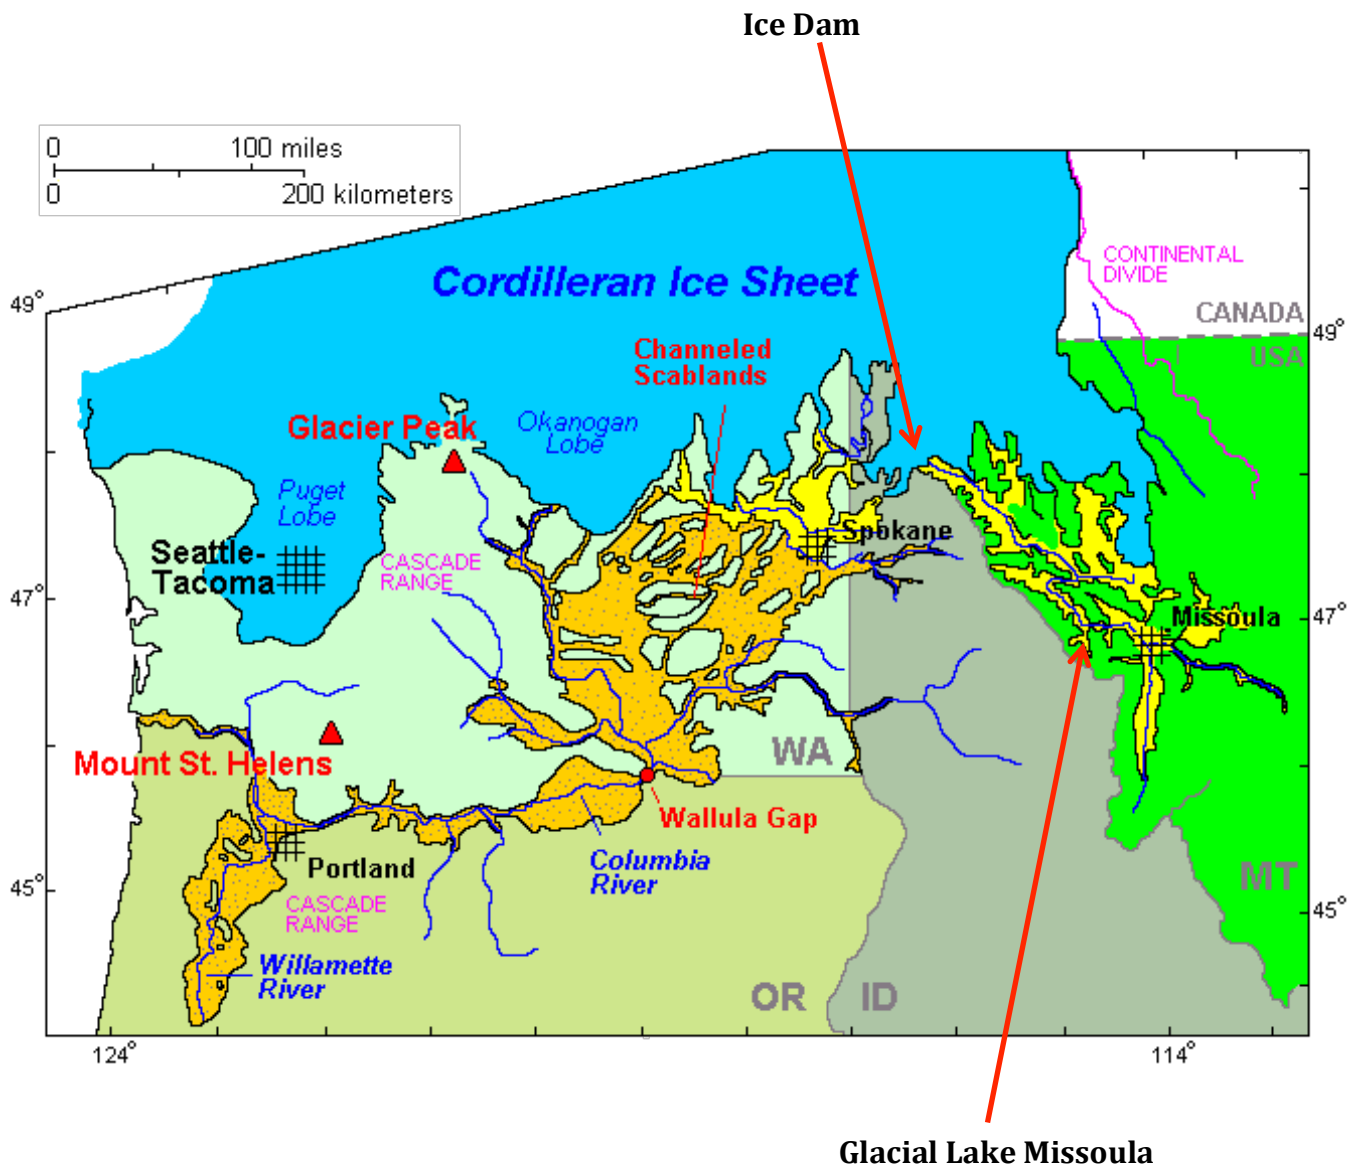 Ice Dam
0 100 miles
0 200 kilometers
CONTINENTAL
DIVIDE
Cordilleran Ice Sheet
49°
CANADA
49°
USA
Channeled
Scablands
Glacier Peak
Okanogan
Lobe
Puget
Lobe
Spokane
Seattle-
Tacoma
CASCADE
RANGE
47°
47°
Missoula
WA
Mount St. Helens
Wallula Gap
Portland
Columbia
River
MT
45°
45°
CASCADE
RANGE
Willamette
River
OR
ID
124°
114°
Glacial Lake Missoula